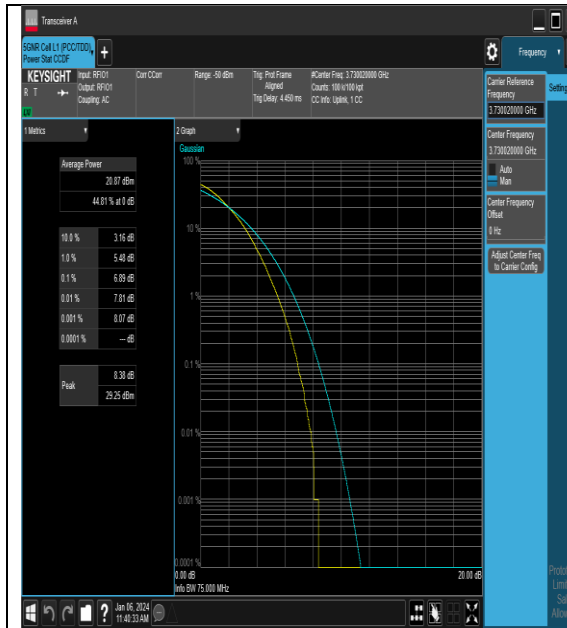 Transceiver A
5GNR Cell L1 (PCC/TDD),
Power Stat CCDF
Frequency
KEYSIGHT
R T
Input: RFIO1
Output: RFIO1
Coupling: AC
Corr CCorr
Range: -50 dBm
Trig: Prot Frame
Aligned
Trig Delay: 4.450 ms
#Center Freq: 3.730020000 GHz
Counts: 100 k/100 kpt
CC Info: Uplink, 1 CC
Carrier Reference
Frequency
3.730020000 GHz
Setting
Center Frequency
3.730020000 GHz
Auto
Man
Center Frequency
Offset
0 Hz
Adjust Center Freq
to Carrier Config
1 Metrics
Average Power
20.87 dBm
44.81 % at 0 dB
10.0 % 3.16 dB
1.0 % 5.48 dB
0.1 % 6.89 dB
0.01 % 7.81 dB
0.001 % 8.07 dB
0.0001 % --- dB
Peak
8.38 dB
29.25 dBm
2 Graph
Gaussian
100 %
10 %
1 %
0.1 %
0.01 %
0.001 %
0.0001 %
0.00 dB
20.00 dB
Info BW 75.000 MHz
Jan 06, 2024
11:40:33 AM
Proto
Limit
Sa
Allow